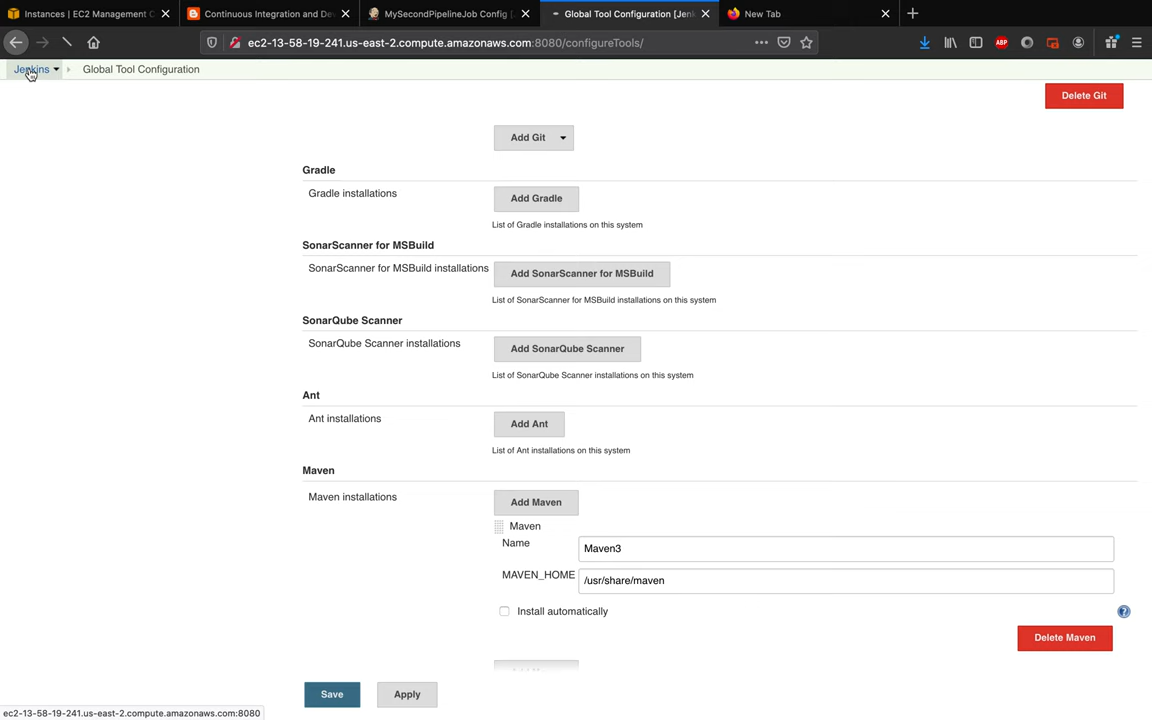 Instances | EC2 Management C
Continuous Integration and De
MySecondPipelineJob Config [
Global Tool Configuration [Jenk
New Tab
ec2-13-58-19-241.us-east-2.compute.amazonaws.com:8080/configureTools/
ABP
Jenkins
Global Tool Configuration
Delete Git
Add Git
Gradle
Gradle installations
Add Gradle
List of Gradle installations on this system
SonarScanner for MSBuild
SonarScanner for MSBuild installations
Add SonarScanner for MSBuild
List of SonarScanner for MSBuild installations on this system
SonarQube Scanner
SonarQube Scanner installations
Add SonarQube Scanner
List of SonarQube Scanner installations on this system
Ant
Ant installations
Add Ant
List of Ant installations on this system
Maven
Maven installations
Add Maven
Maven
Name
Maven3
MAVEN_HOME
/usr/share/maven
Install automatically
Delete Maven
Save
Apply
ec2-13-58-19-241.us-east-2.compute.amazonaws.com:8080